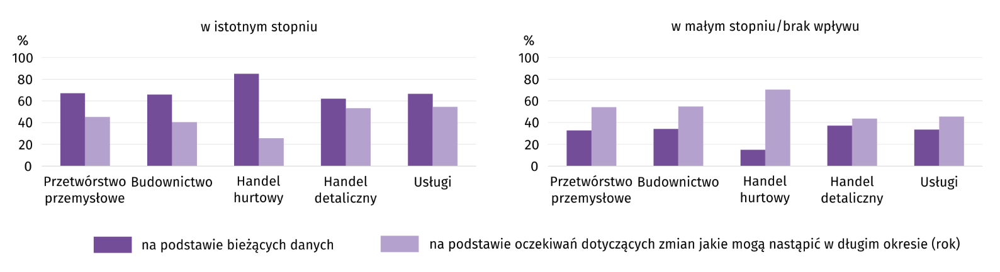 w istotnym stopniu
%
100
80
60
40
20
0
Przetwórstwo
przemysłowe
Budownictwo
Handel
hurtowy
Handel
detaliczny
Usługi
w małym stopniu/brak wpływu
%
100
80
60
40
20
0
Przetwórstwo
przemysłowe
Budownictwo
Handel
hurtowy
Handel
detaliczny
Usługi
na podstawie bieżących danych
na podstawie oczekiwań dotyczących zmian jakie mogą nastąpić w długim okresie (rok)